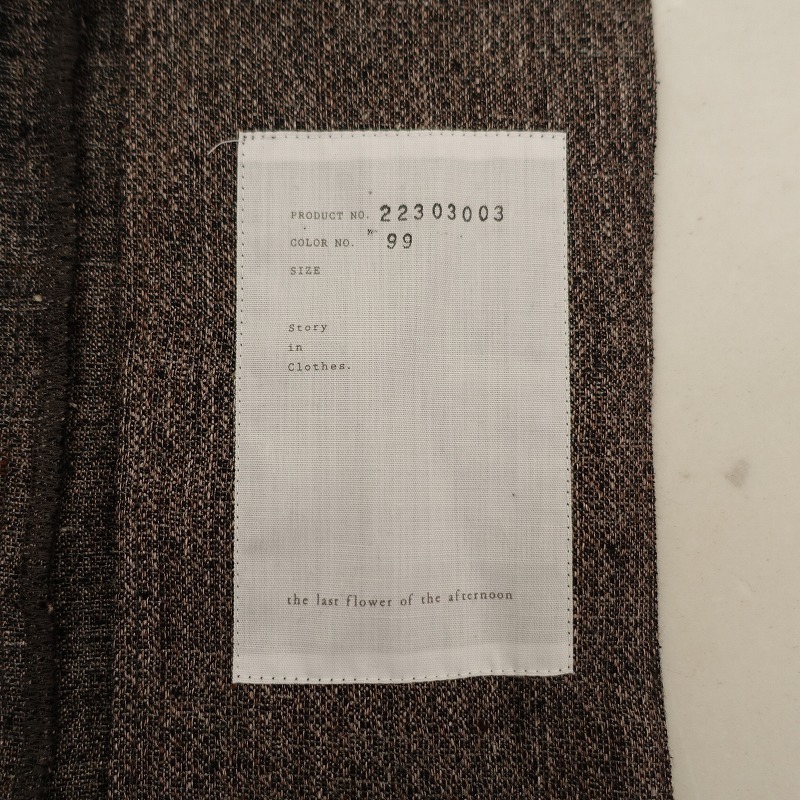 PRODUCT NO. 22303003
COLOR NO. 99
SIZE
Story
in
Clothes.
the last flower of the afternoon